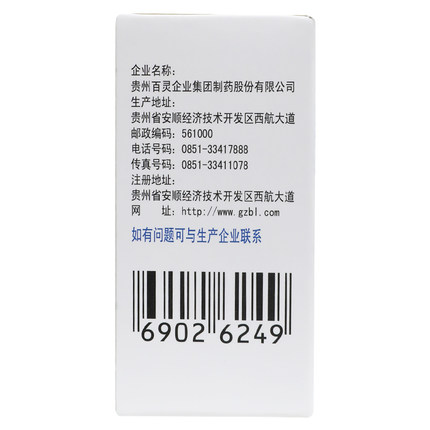 企业名称：
贵州百灵企业集团制药股份有限公司
生产地址：
贵州省安顺经济技术开发区西航大道
邮政编码：561000
电话号码：0851-33417888
传真号码：0851-33411078
注册地址：
贵州省安顺经济技术开发区西航大道
网　　址：http://www.gzbl.com
如有问题可与生产企业联系
6902 6249